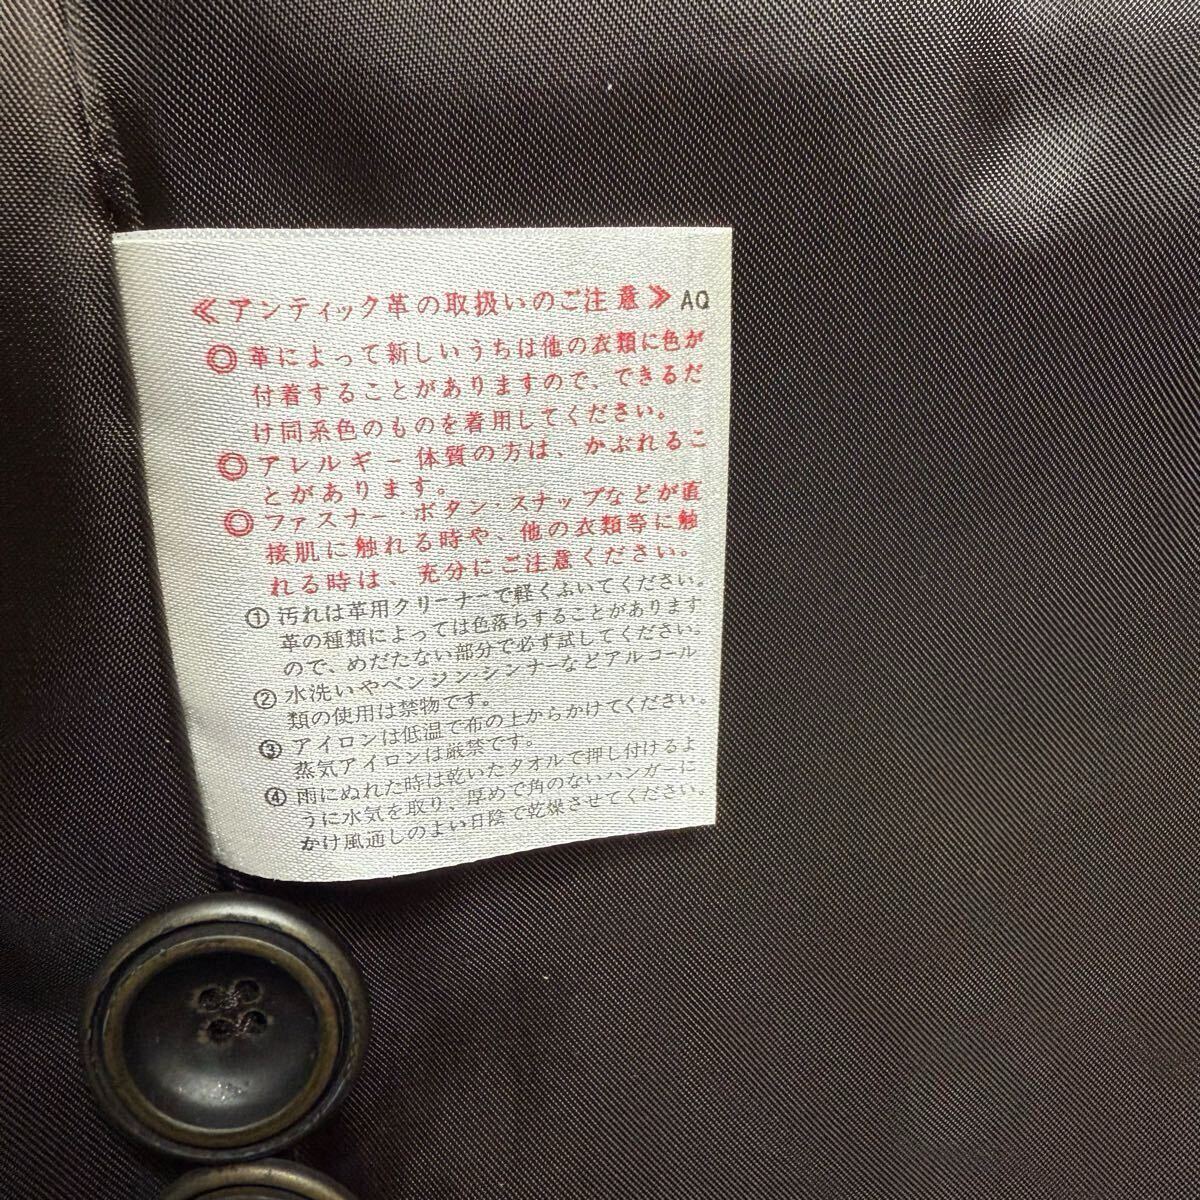 ≪アンティック革の取扱いのご注意≫ AQ
◎革によって新しいうちは他の衣類に色が
付着することがありますので、できるだ
け同系色のものを着用してください。
◎アレルギー体質の方は、かぶれるこ
とがあります。
◎ファスナー・ボタン・スナップなどが直
接肌に触れる時や、他の衣類等に触
れる時は、充分にご注意ください。
①汚れは革用クリーナーで軽くふいてください。
革の種類によっては色落ちすることがあります
ので、めだたない部分で必ず試してください。
②水洗いやベンジン・シンナーなどアルコール
類の使用は禁物です。
③アイロンは低温で布の上からかけてください。
蒸気アイロンは厳禁です。
④雨にぬれた時は乾いたタオルで押し付けるよ
うに水気を取り、厚めで角のないハンガーに
かけ風通しのよい日陰で乾燥させてください。